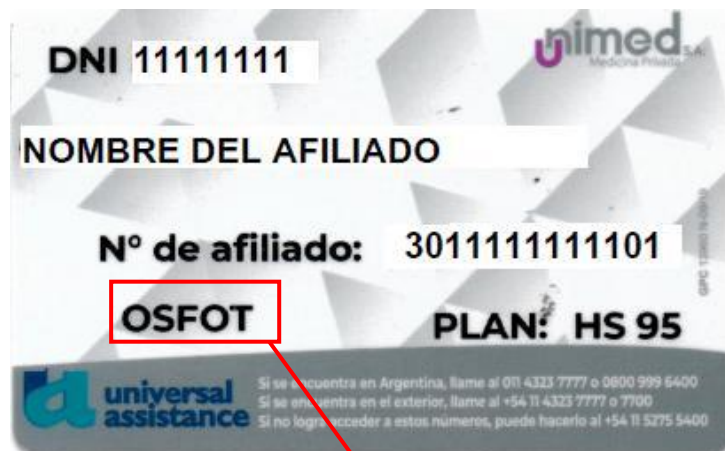 DNI 11111111
unimed S.A.
Medicina Privada
NOMBRE DEL AFILIADO
Nº de afiliado: 3011111111101
OSFOT PLAN: HS 95
universal assistance
Si se encuentra en Argentina, llame al 011 4323 7777 o 0800 999 6400
Si se encuentra en el exterior, llame al +54 11 4323 7777 o 7700
Si no logra acceder a estos números, puede hacerlo al +54 11 5275 5400